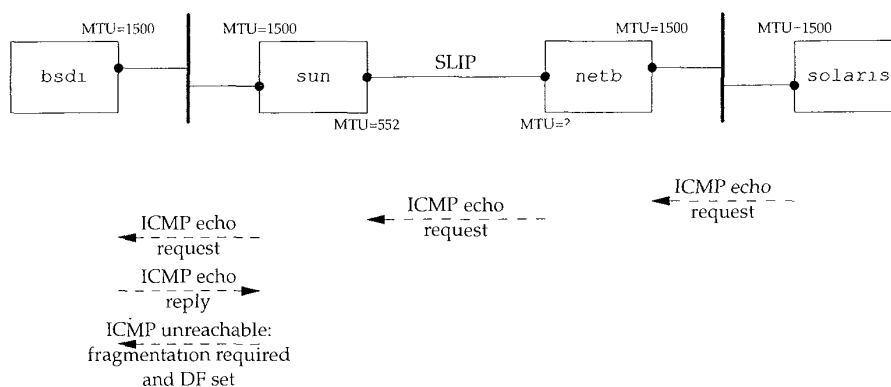 MTU=1500 MTU=1500 MTU=1500 MTU=1500
bsdi sun SLIP netb solaris
MTU=552 MTU=?
ICMP echo
request
ICMP echo
request
ICMP echo
request
ICMP echo
reply
ICMP unreachable:
fragmentation required
and DF set